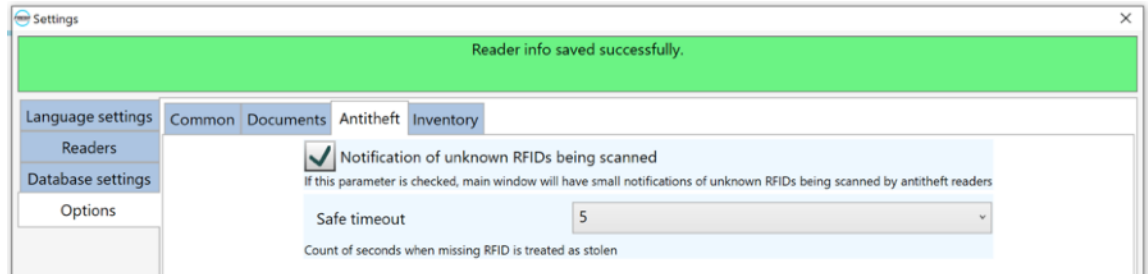 Settings
Reader info saved successfully.
Language settings
Readers
Database settings
Options
Common Documents Antitheft Inventory
Notification of unknown RFIDs being scanned
If this parameter is checked, main window will have small notifications of unknown RFIDs being scanned by antitheft readers
Safe timeout 5
Count of seconds when missing RFID is treated as stolen